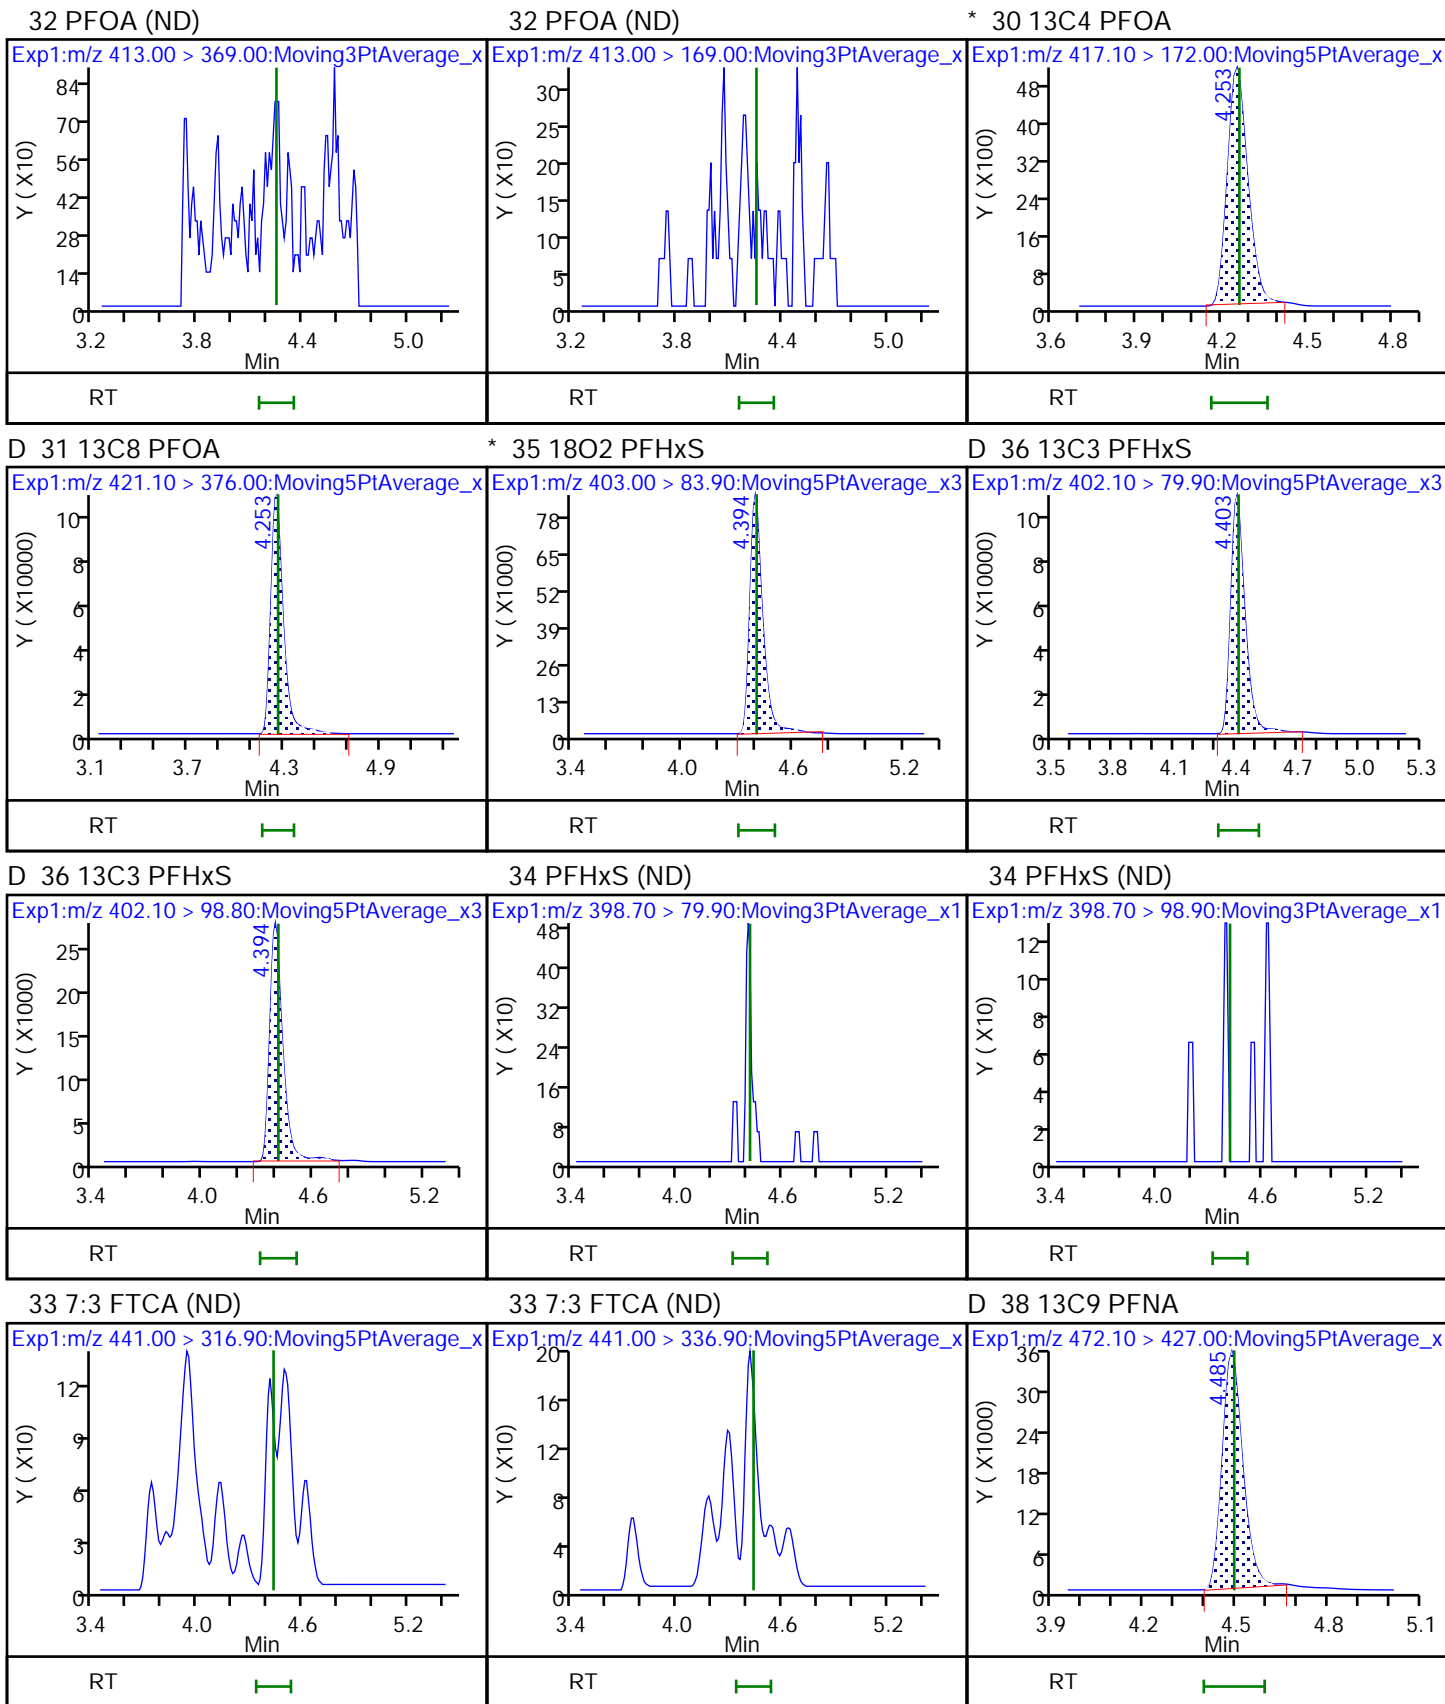 32 PFOA (ND)
Exp1:m/z 413.00 > 369.00:Moving3PtAverage_x
Y ( X10)
84
70
56
42
28
14
0
3.2 3.8 4.4 5.0
Min
RT
32 PFOA (ND)
Exp1:m/z 413.00 > 169.00:Moving3PtAverage_x
Y ( X10)
30
25
20
15
10
5
0
3.2 3.8 4.4 5.0
Min
RT
* 30 13C4 PFOA
Exp1:m/z 417.10 > 172.00:Moving5PtAverage_x
4.253
Y ( X100)
48
40
32
24
16
8
0
3.6 3.9 4.2 4.5 4.8
Min
RT
D 31 13C8 PFOA
Exp1:m/z 421.10 > 376.00:Moving5PtAverage_x
4.253
Y ( X10000)
10
8
6
4
2
0
3.1 3.7 4.3 4.9
Min
RT
* 35 18O2 PFHxS
Exp1:m/z 403.00 > 83.90:Moving5PtAverage_x3
4.394
Y ( X1000)
78
65
52
39
26
13
0
3.4 4.0 4.6 5.2
Min
RT
D 36 13C3 PFHxS
Exp1:m/z 402.10 > 79.90:Moving5PtAverage_x3
4.403
Y ( X10000)
10
8
6
4
2
0
3.5 3.8 4.1 4.4 4.7 5.0 5.3
Min
RT
D 36 13C3 PFHxS
Exp1:m/z 402.10 > 98.80:Moving5PtAverage_x3
4.394
Y ( X1000)
25
20
15
10
5
0
3.4 4.0 4.6 5.2
Min
RT
34 PFHxS (ND)
Exp1:m/z 398.70 > 79.90:Moving3PtAverage_x1
Y ( X10)
48
40
32
24
16
8
0
3.4 4.0 4.6 5.2
Min
RT
34 PFHxS (ND)
Exp1:m/z 398.70 > 98.90:Moving3PtAverage_x1
Y ( X10)
12
10
8
6
4
2
0
3.4 4.0 4.6 5.2
Min
RT
33 7:3 FTCA (ND)
Exp1:m/z 441.00 > 316.90:Moving5PtAverage_x
Y ( X10)
12
9
6
3
0
3.4 4.0 4.6 5.2
Min
RT
33 7:3 FTCA (ND)
Exp1:m/z 441.00 > 336.90:Moving5PtAverage_x
Y ( X10)
20
16
12
8
4
0
3.4 4.0 4.6 5.2
Min
RT
D 38 13C9 PFNA
Exp1:m/z 472.10 > 427.00:Moving5PtAverage_x
4.485
Y ( X1000)
36
30
24
18
12
6
0
3.9 4.2 4.5 4.8 5.1
Min
RT